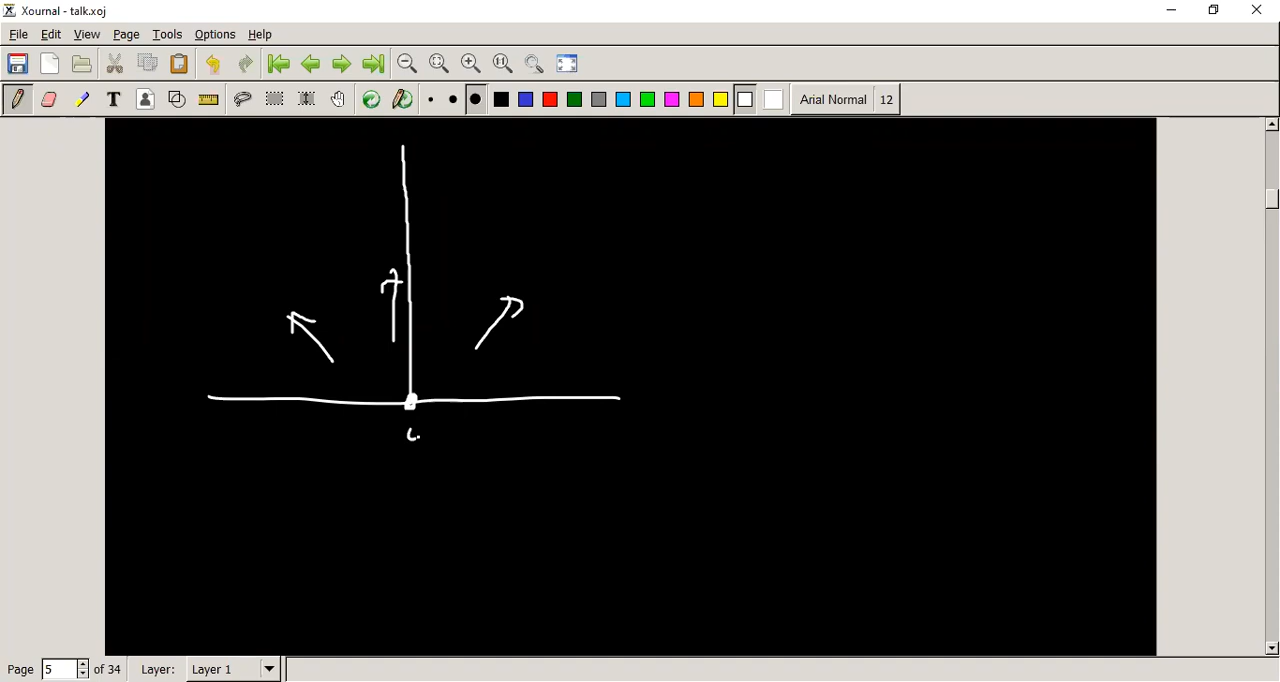 Xournal - talk.xoj
File Edit View Page Tools Options Help
Arial Normal 12
Page 5 of 34 Layer: Layer 1